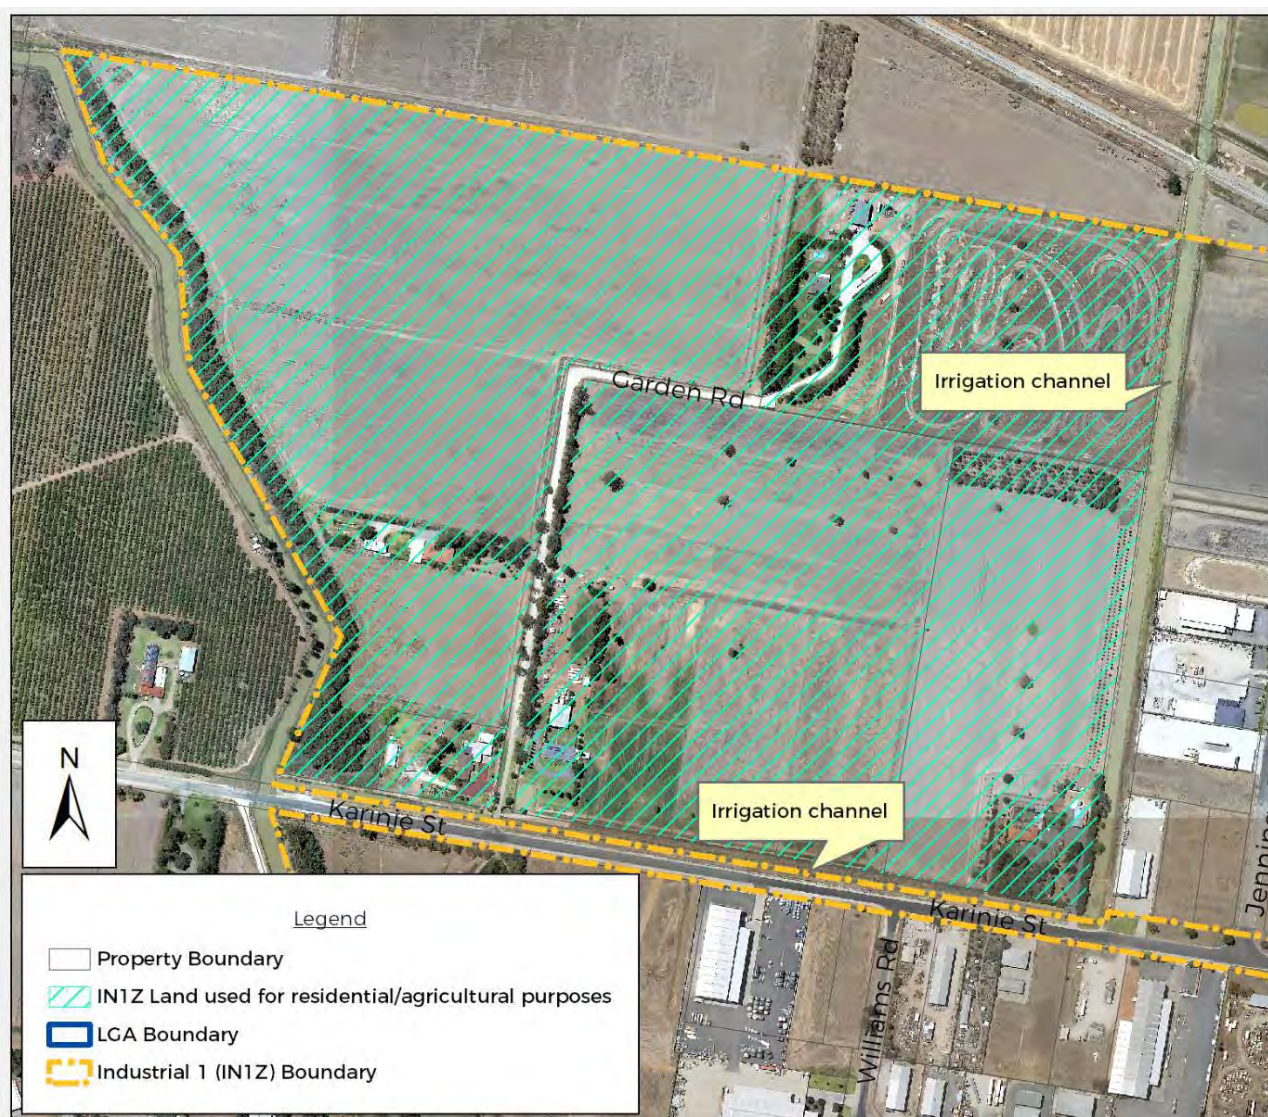 Garden Rd
Irrigation channel
Irrigation channel
N
Karinie St
Karinie St
Williams Rd
Legend
Property Boundary
IN1Z Land used for residential/agricultural purposes
LGA Boundary
Industrial 1 (IN1Z) Boundary